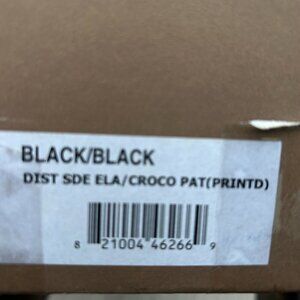 BLACK/BLACK
DIST SDE ELA/CROCO PAT(PRINTD)
8 21004 46266 9